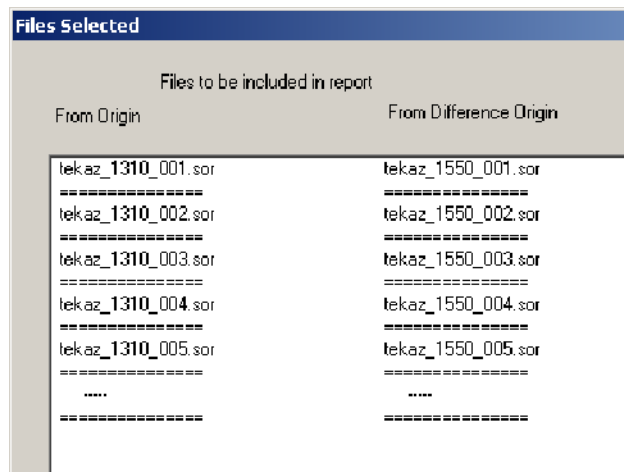 Files Selected
Files to be included in report
From Origin From Difference Origin
tekaz_1310_001.sor tekaz_1550_001.sor
=============== ===============
tekaz_1310_002.sor tekaz_1550_002.sor
=============== ===============
tekaz_1310_003.sor tekaz_1550_003.sor
=============== ===============
tekaz_1310_004.sor tekaz_1550_004.sor
=============== ===============
tekaz_1310_005.sor tekaz_1550_005.sor
=============== ===============
..... .....
=============== ===============